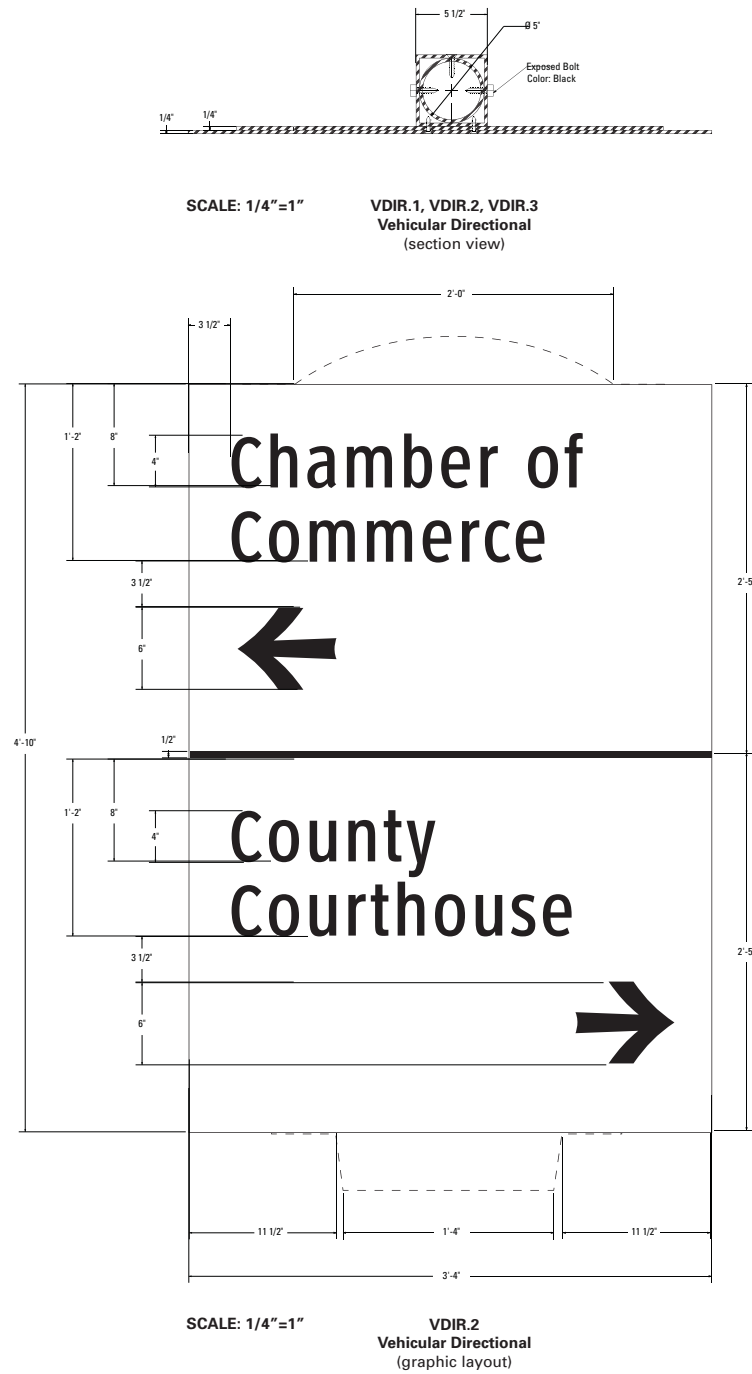 5 1/2"
Ø 5"
Exposed Bolt
Color: Black
1/4"
1/4"
SCALE: 1/4"=1"
VDIR.1, VDIR.2, VDIR.3
Vehicular Directional
(section view)
2'-0"
3 1/2"
1'-2"
8"
4"
Chamber of
Commerce
3 1/2"
2'-5
6"
4'-10"
1/2"
1'-2"
8"
4"
County
Courthouse
3 1/2"
2'-5
6"
11 1/2"
1'-4"
11 1/2"
3'-4"
SCALE: 1/4"=1"
VDIR.2
Vehicular Directional
(graphic layout)